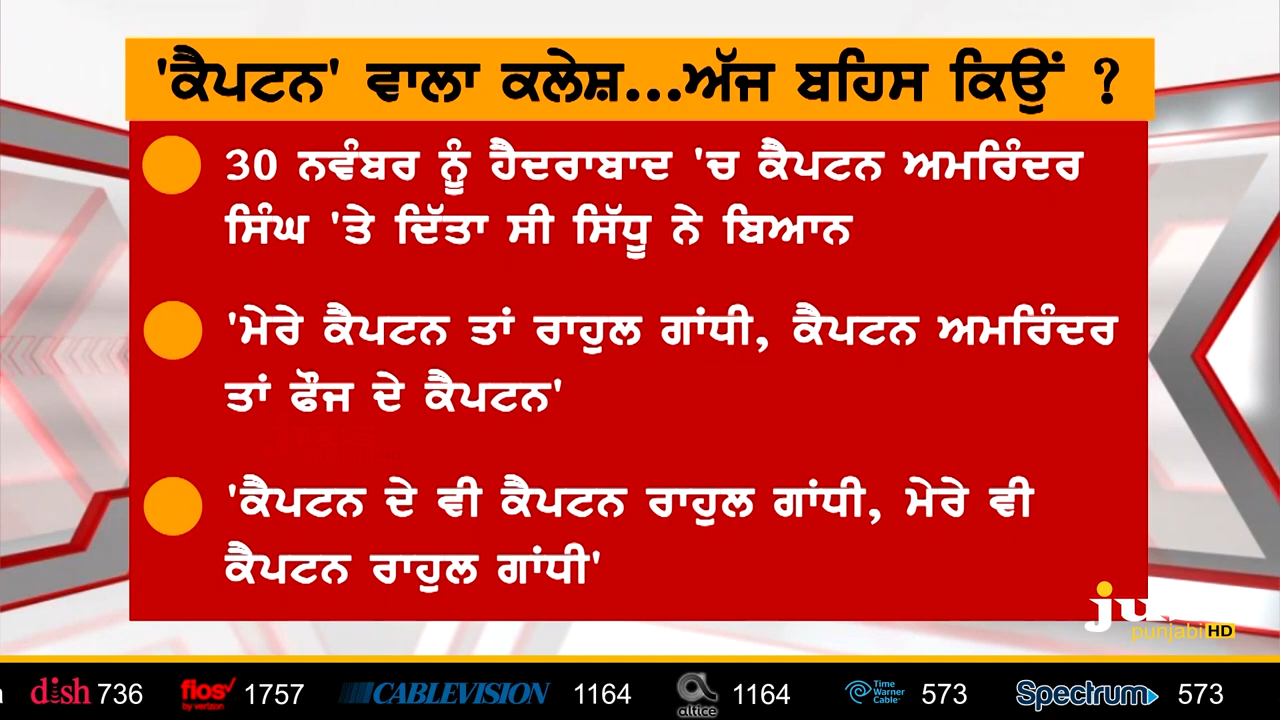 'ਕੈਪਟਨ' ਵਾਲਾ ਕਲੇਸ਼...ਅੱਜ ਬਹਿਸ ਕਿਉਂ ?
30 ਨਵੰਬਰ ਨੂੰ ਹੈਦਰਾਬਾਦ 'ਚ ਕੈਪਟਨ ਅਮਰਿੰਦਰ
ਸਿੰਘ 'ਤੇ ਦਿੱਤਾ ਸੀ ਸਿੱਧੂ ਨੇ ਬਿਆਨ
'ਮੇਰੇ ਕੈਪਟਨ ਤਾਂ ਰਾਹੁਲ ਗਾਂਧੀ, ਕੈਪਟਨ ਅਮਰਿੰਦਰ
ਤਾਂ ਫੌਜ ਦੇ ਕੈਪਟਨ'
'ਕੈਪਟਨ ਦੇ ਵੀ ਕੈਪਟਨ ਰਾਹੁਲ ਗਾਂਧੀ, ਮੇਰੇ ਵੀ
ਕੈਪਟਨ ਰਾਹੁਲ ਗਾਂਧੀ'
punjabi HD
dish 736 fios by verizon 1757 CABLEVISION 1164 altice 1164 Time Warner Cable 573 Spectrum 573